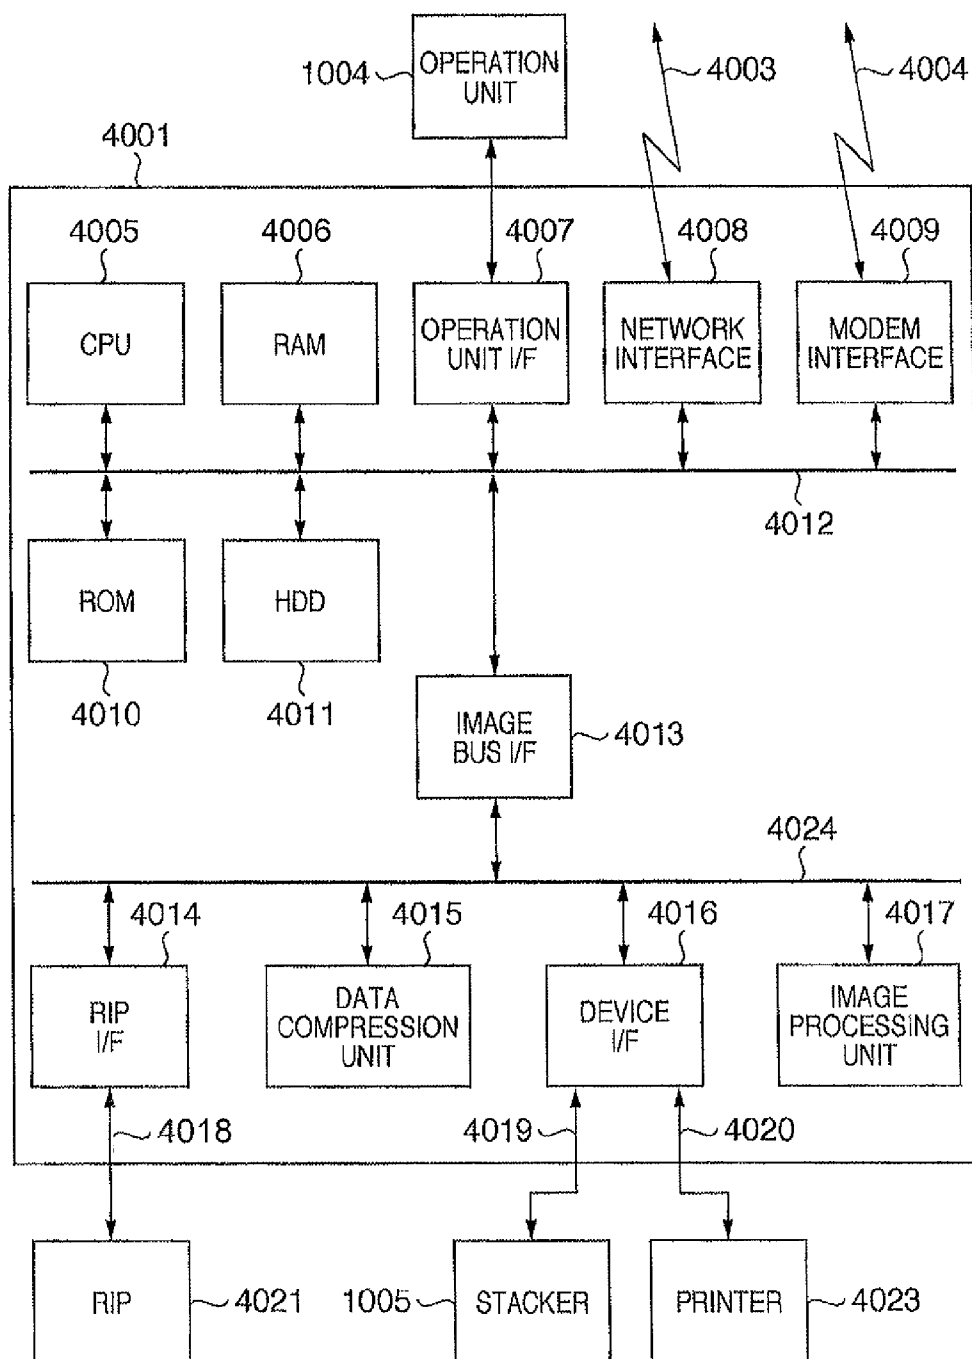 OPERATION
UNIT
1004
4003
4004
4001
4005
4006
4007
4008
4009
CPU
RAM
OPERATION
UNIT I/F
NETWORK
INTERFACE
MODEM
INTERFACE
4012
ROM
HDD
4010
4011
IMAGE
BUS I/F
4013
4024
4014
4015
4016
4017
RIP
I/F
DATA
COMPRESSION
UNIT
DEVICE
I/F
IMAGE
PROCESSING
UNIT
4018
4019
4020
RIP
4021
1005
STACKER
PRINTER
4023